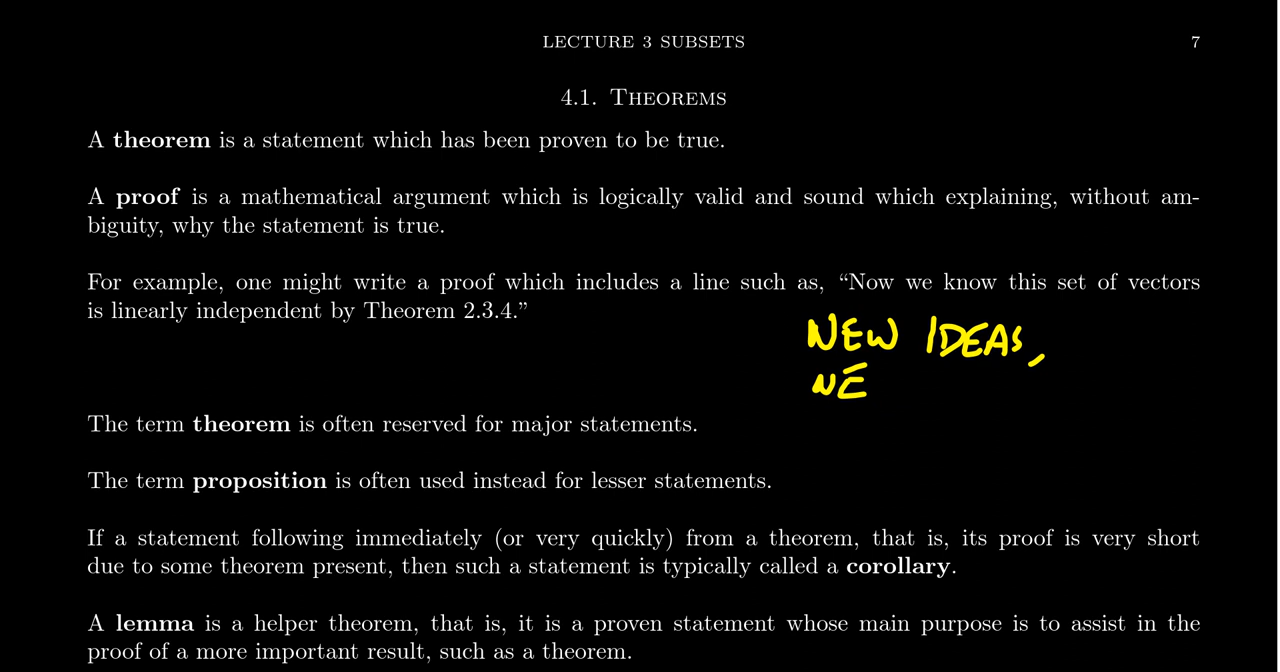 LECTURE 3 SUBSETS 7
4.1. THEOREMS
A theorem is a statement which has been proven to be true.
A proof is a mathematical argument which is logically valid and sound which explaining, without am-
biguity, why the statement is true.
For example, one might write a proof which includes a line such as, “Now we know this set of vectors
is linearly independent by Theorem 2.3.4.”
NEW IDEAS,
NE
The term theorem is often reserved for major statements.
The term proposition is often used instead for lesser statements.
If a statement following immediately (or very quickly) from a theorem, that is, its proof is very short
due to some theorem present, then such a statement is typically called a corollary.
A lemma is a helper theorem, that is, it is a proven statement whose main purpose is to assist in the
proof of a more important result, such as a theorem.